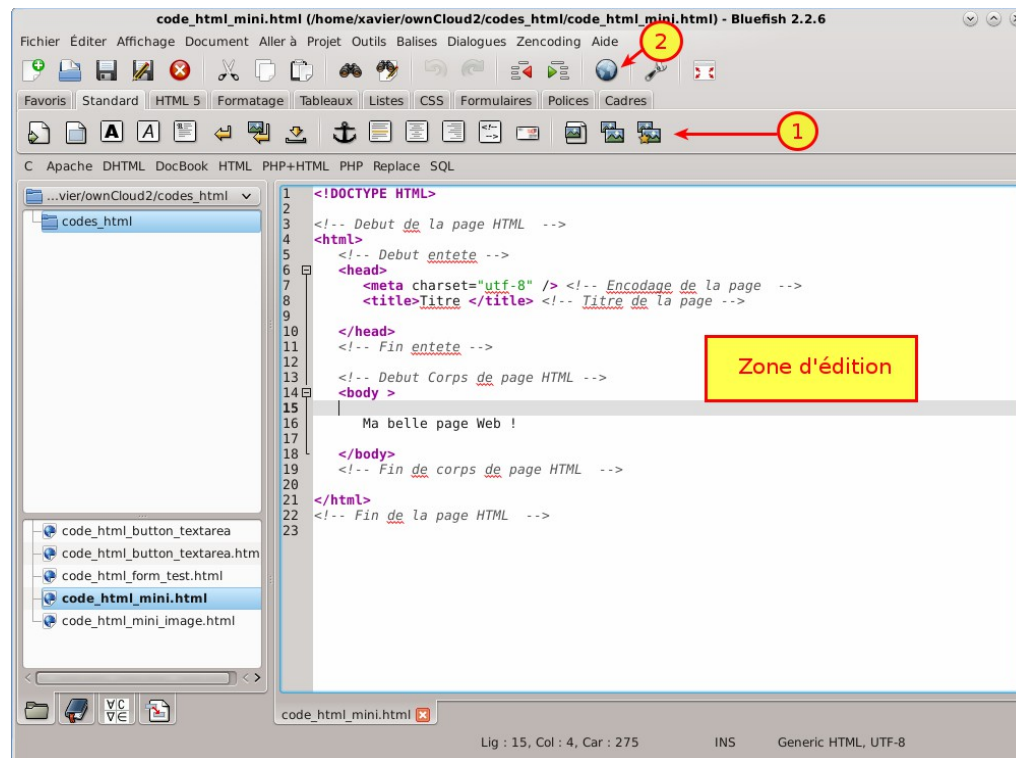 code_html_mini.html (/home/xavier/ownCloud2/codes_html/code_html_mini.html) - Bluefish 2.2.6
Fichier Éditer Affichage Document Aller à Projet Outils Balises Dialogues Zencoding Aide
2
Favoris Standard HTML 5 Formatage Tableaux Listes CSS Formulaires Polices Cadres
1
C Apache DHTML DocBook HTML PHP+HTML PHP Replace SQL
...vier/ownCloud2/codes_html
codes_html
1 <!DOCTYPE HTML>
2
3 <!-- Debut de la page HTML -->
4 <html>
5 <!-- Debut entete -->
6 <head>
7 <meta charset="utf-8" /> <!-- Encodage de la page -->
8 <title>Titre </title> <!-- Titre de la page -->
9
10 </head>
11 <!-- Fin entete -->
12
13 <!-- Debut Corps de page HTML -->
14 <body >
15
16 Ma belle page Web !
17
18 </body>
19 <!-- Fin de corps de page HTML -->
20
21 </html>
22 <!-- Fin de la page HTML -->
23
Zone d'édition
code_html_button_textarea
code_html_button_textarea.htm
code_html_form_test.html
code_html_mini.html
code_html_mini_image.html
code_html_mini.html
Lig : 15, Col : 4, Car : 275 INS Generic HTML, UTF-8